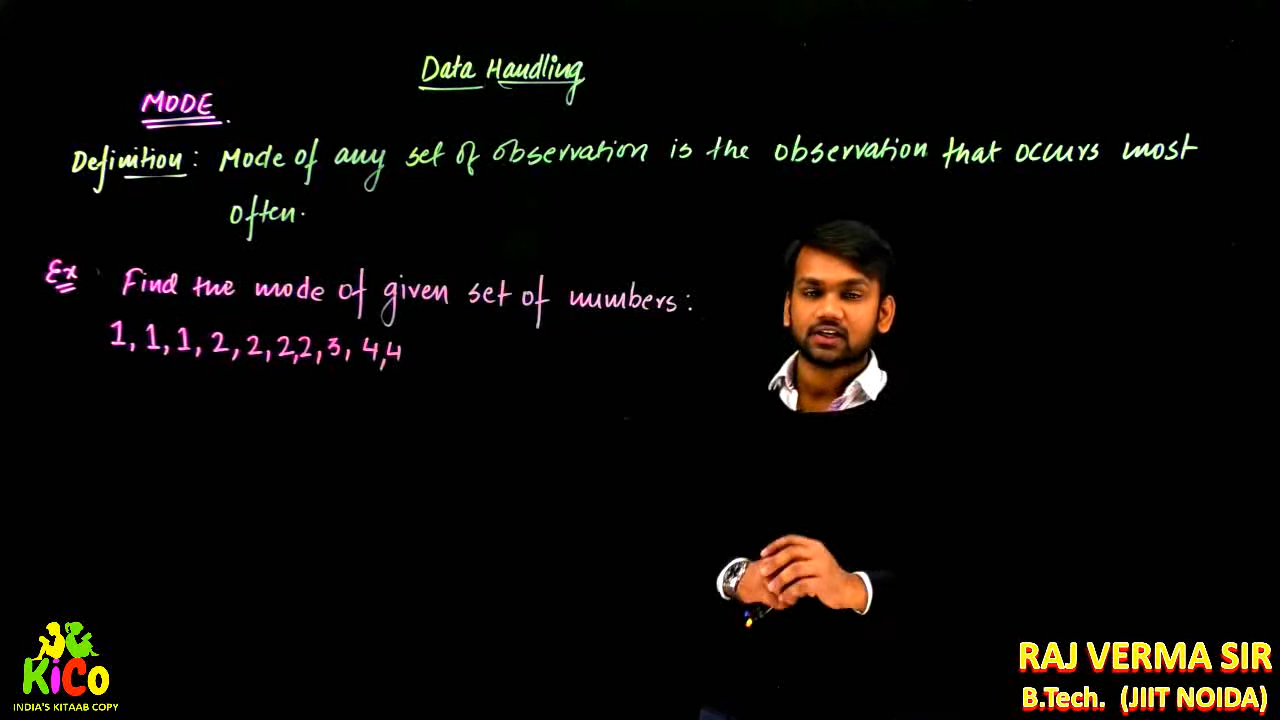 Data Handling
MODE
Definition: Mode of any set of observation is the observation that occurs most
often.
Ex Find the mode of given set of numbers:
1, 1, 1, 2, 2, 2,2, 3, 4,4
KiCo
INDIA'S KITAAB COPY
RAJ VERMA SIR
B.Tech. (JIIT NOIDA)